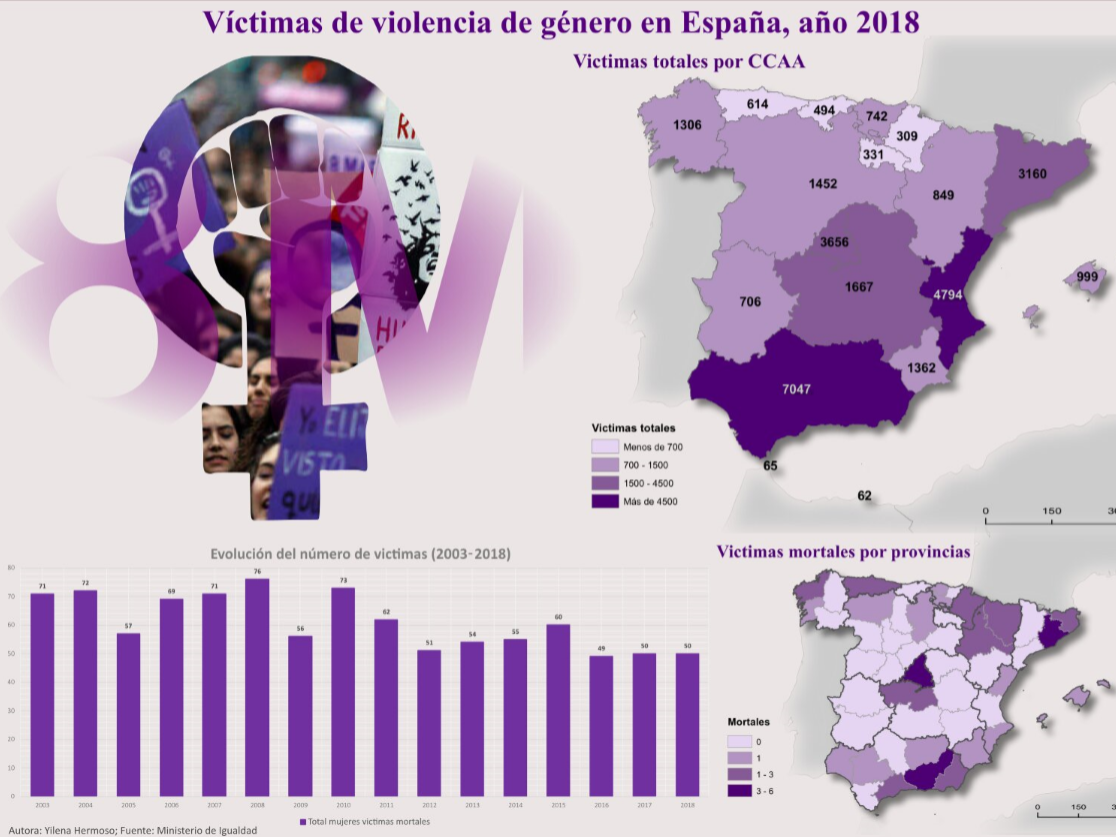 Víctimas de violencia de género en España, año 2018
Victimas totales por CCAA
8M
1306
614
494
742
309
331
1452
849
3160
3656
1667
4794
999
706
1362
7047
65
62
Victimas totales
Menos de 700
700 - 1500
1500 - 4500
Más de 4500
0 150
Yo
VISTO
Evolución del número de victimas (2003-2018)
80
70
60
50
40
30
20
10
0
71 72 57 69 71 76 56 73 62 51 54 55 60 49 50 50
2003 2004 2005 2006 2007 2008 2009 2010 2011 2012 2013 2014 2015 2016 2017 2018
Total mujeres victimas mortales
Autora: Yilena Hermoso; Fuente: Ministerio de Igualdad
Victimas mortales por provincias
Mortales
0
1
1 - 3
3 - 6
0 150